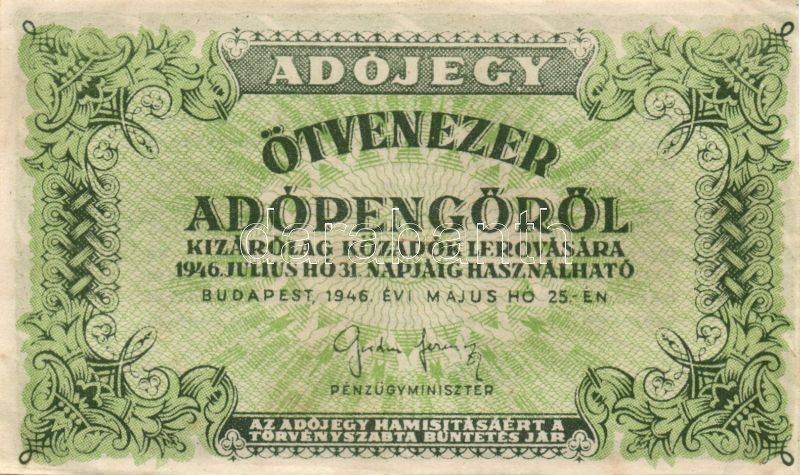 ADÓJEGY
ÖTVENEZER
ADÓPENGŐRŐL
darabanth
KIZÁRÓLAG KÖZADÓK LEROVÁSÁRA
1946. JULIUS HÓ 31. NAPJÁIG HASZNÁLHATÓ
BUDAPEST, 1946. ÉVI MÁJUS HÓ 25.-ÉN
PÉNZÜGYMINISZTER
AZ ADÓJEGY HAMISITÁSÁÉRT A
TÖRVÉNYSZABTA BÜNTETÉS JÁR